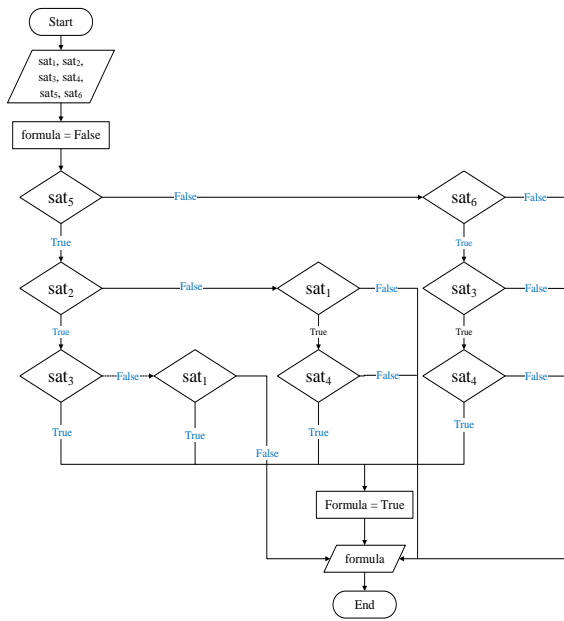 Start
sat₁, sat₂,
sat₃, sat₄,
sat₅, sat₆
formula = False
sat₅
False
sat₆
False
True
True
sat₂
False
sat₁
False
sat₃
False
True
True
True
sat₃
False
sat₁
sat₄
False
sat₄
False
True
True
True
True
False
Formula = True
formula
End